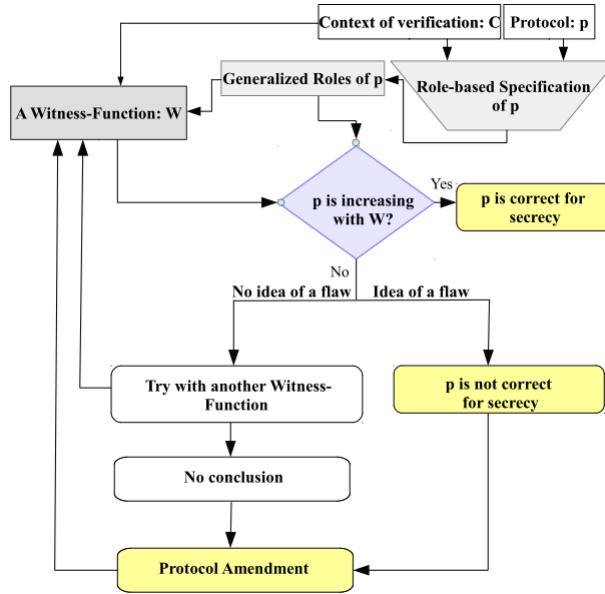 Context of verification: C
Protocol: p
Generalized Roles of p
Role-based Specification
of p
A Witness-Function: W
p is increasing
with W?
Yes
p is correct for
secrecy
No
No idea of a flaw
Idea of a flaw
Try with another Witness-
Function
p is not correct
for secrecy
No conclusion
Protocol Amendment